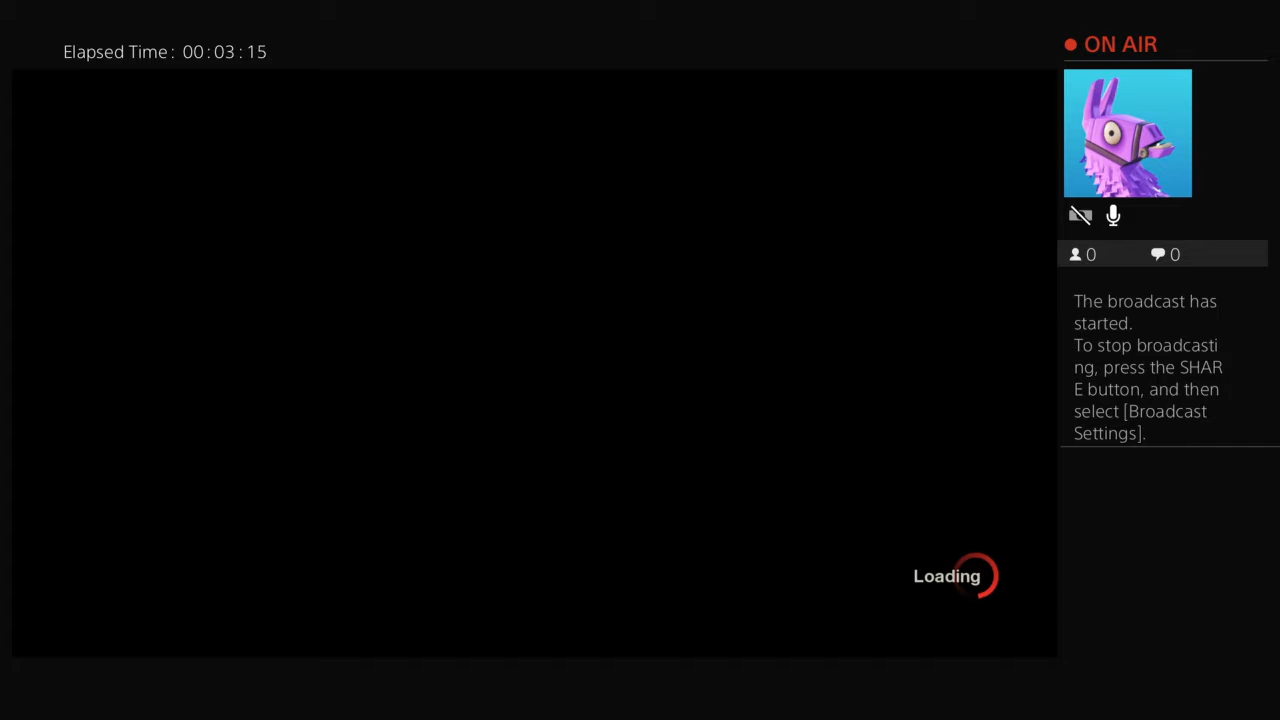 Elapsed Time: 00:03:15
ON AIR
0 0
The broadcast has
started.
To stop broadcasti
ng, press the SHAR
E button, and then
select [Broadcast
Settings].
Loading